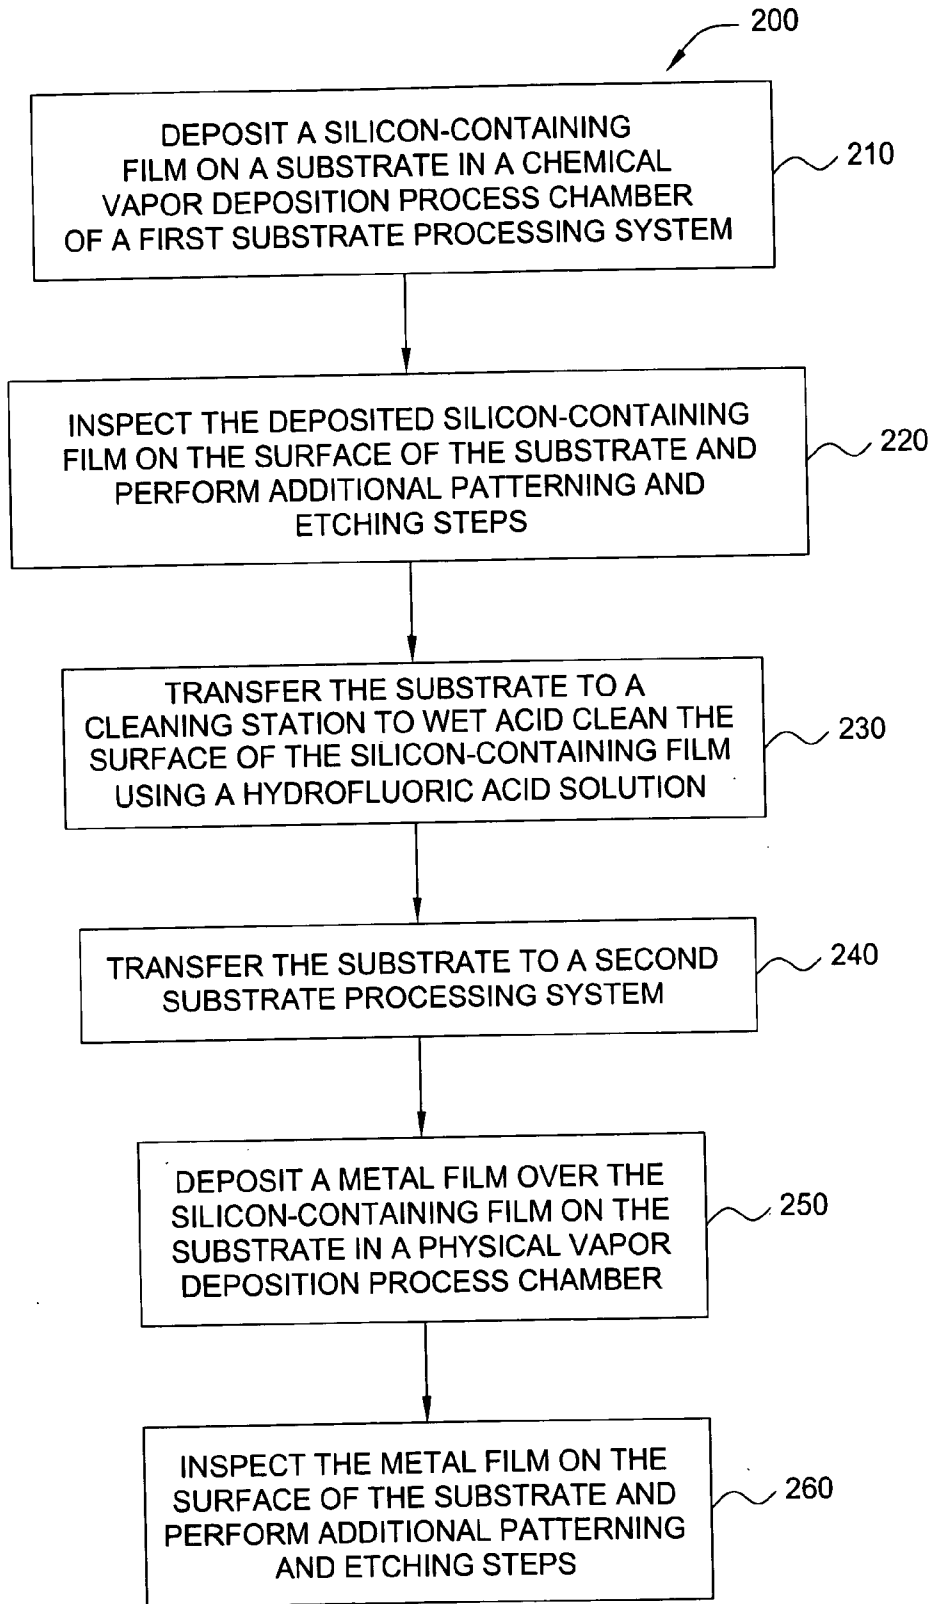 200
DEPOSIT A SILICON-CONTAINING
FILM ON A SUBSTRATE IN A CHEMICAL
VAPOR DEPOSITION PROCESS CHAMBER
OF A FIRST SUBSTRATE PROCESSING SYSTEM
210
INSPECT THE DEPOSITED SILICON-CONTAINING
FILM ON THE SURFACE OF THE SUBSTRATE AND
PERFORM ADDITIONAL PATTERNING AND
ETCHING STEPS
220
TRANSFER THE SUBSTRATE TO A
CLEANING STATION TO WET ACID CLEAN THE
SURFACE OF THE SILICON-CONTAINING FILM
USING A HYDROFLUORIC ACID SOLUTION
230
TRANSFER THE SUBSTRATE TO A SECOND
SUBSTRATE PROCESSING SYSTEM
240
DEPOSIT A METAL FILM OVER THE
SILICON-CONTAINING FILM ON THE
SUBSTRATE IN A PHYSICAL VAPOR
DEPOSITION PROCESS CHAMBER
250
INSPECT THE METAL FILM ON THE
SURFACE OF THE SUBSTRATE AND
PERFORM ADDITIONAL PATTERNING
AND ETCHING STEPS
260